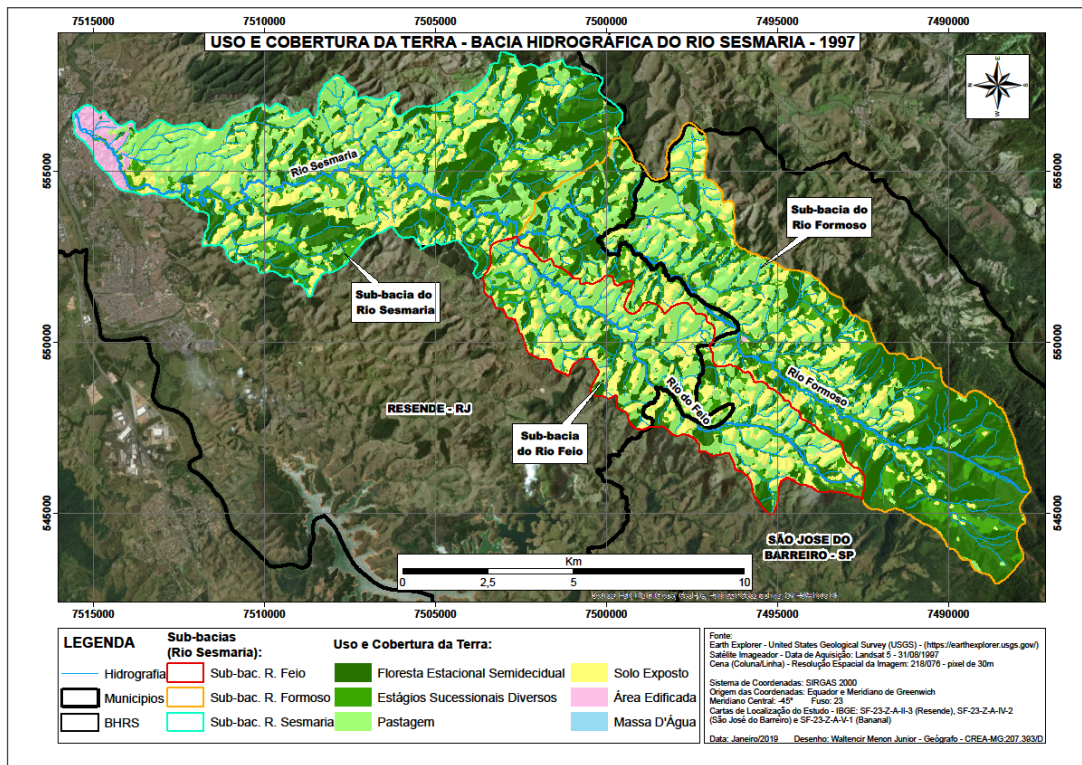 7515000 7510000 7505000 7500000 7495000 7490000
USO E COBERTURA DA TERRA - BACIA HIDROGRÁFICA DO RIO SESMARIA - 1997
N E S W
555000
555000
Rio Sesmaria
Sub-bacia do
Rio Formoso
Sub-bacia do
Rio Sesmaria
550000
550000
Rio Formoso
Rio do Feio
RESENDE - RJ
Sub-bacia
do Rio Feio
545000
545000
SÃO JOSE DO
BARREIRO - SP
Km
0 2,5 5 10
7515000 7510000 7505000 7500000 7495000 7490000
LEGENDA
Hidrografia
Municipios
BHRS
Sub-bacias
(Rio Sesmaria):
Sub-bac. R. Feio
Sub-bac. R. Formoso
Sub-bac. R. Sesmaria
Uso e Cobertura da Terra:
Floresta Estacional Semidecidual
Estágios Sucessionais Diversos
Pastagem
Solo Exposto
Área Edificada
Massa D'Água
Fonte:
Earth Explorer - United States Geological Survey (USGS) - (https://earthexplorer.usgs.gov/)
Satélite Imageador - Data de Aquisição: Landsat 5 - 31/08/1997
Cena (Coluna/Linha) - Resolução Espacial da Imagem: 218/076 - pixel de 30m
Sistema de Coordenadas: SIRGAS 2000
Origem das Coordenadas: Equador e Meridiano de Greenwich
Meridiano Central: -45° Fuso: 23
Cartas de Localização do Estudo - IBGE: SF-23-Z-A-II-3 (Resende), SF-23-Z-A-IV-2
(São José do Barreiro) e SF-23-Z-A-V-1 (Bananal)
Data: Janeiro/2019 Desenho: Waltencir Menon Junior - Geógrafo - CREA-MG:207.393/D